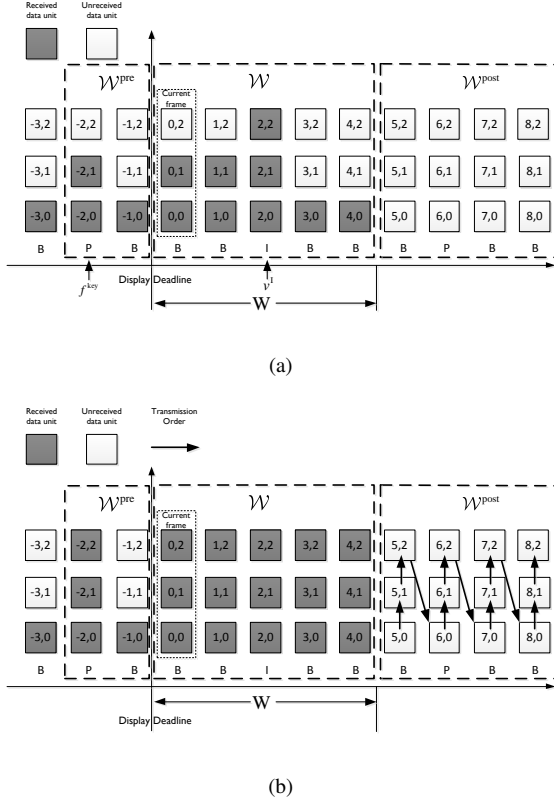 Received data unit
Unreceived data unit
𝒲pre
𝒲
𝒲post
Current frame
-3,2 -2,2 -1,2 0,2 1,2 2,2 3,2 4,2 5,2 6,2 7,2 8,2
-3,1 -2,1 -1,1 0,1 1,1 2,1 3,1 4,1 5,1 6,1 7,1 8,1
-3,0 -2,0 -1,0 0,0 1,0 2,0 3,0 4,0 5,0 6,0 7,0 8,0
B P B B B I B B B P B B
Display Deadline
fkey
v1
W
(a)
Received data unit
Unreceived data unit
Transmission Order
𝒲pre
𝒲
𝒲post
Current frame
-3,2 -2,2 -1,2 0,2 1,2 2,2 3,2 4,2 5,2 6,2 7,2 8,2
-3,1 -2,1 -1,1 0,1 1,1 2,1 3,1 4,1 5,1 6,1 7,1 8,1
-3,0 -2,0 -1,0 0,0 1,0 2,0 3,0 4,0 5,0 6,0 7,0 8,0
B P B B B I B B B P B B
W
Display Deadline
(b)